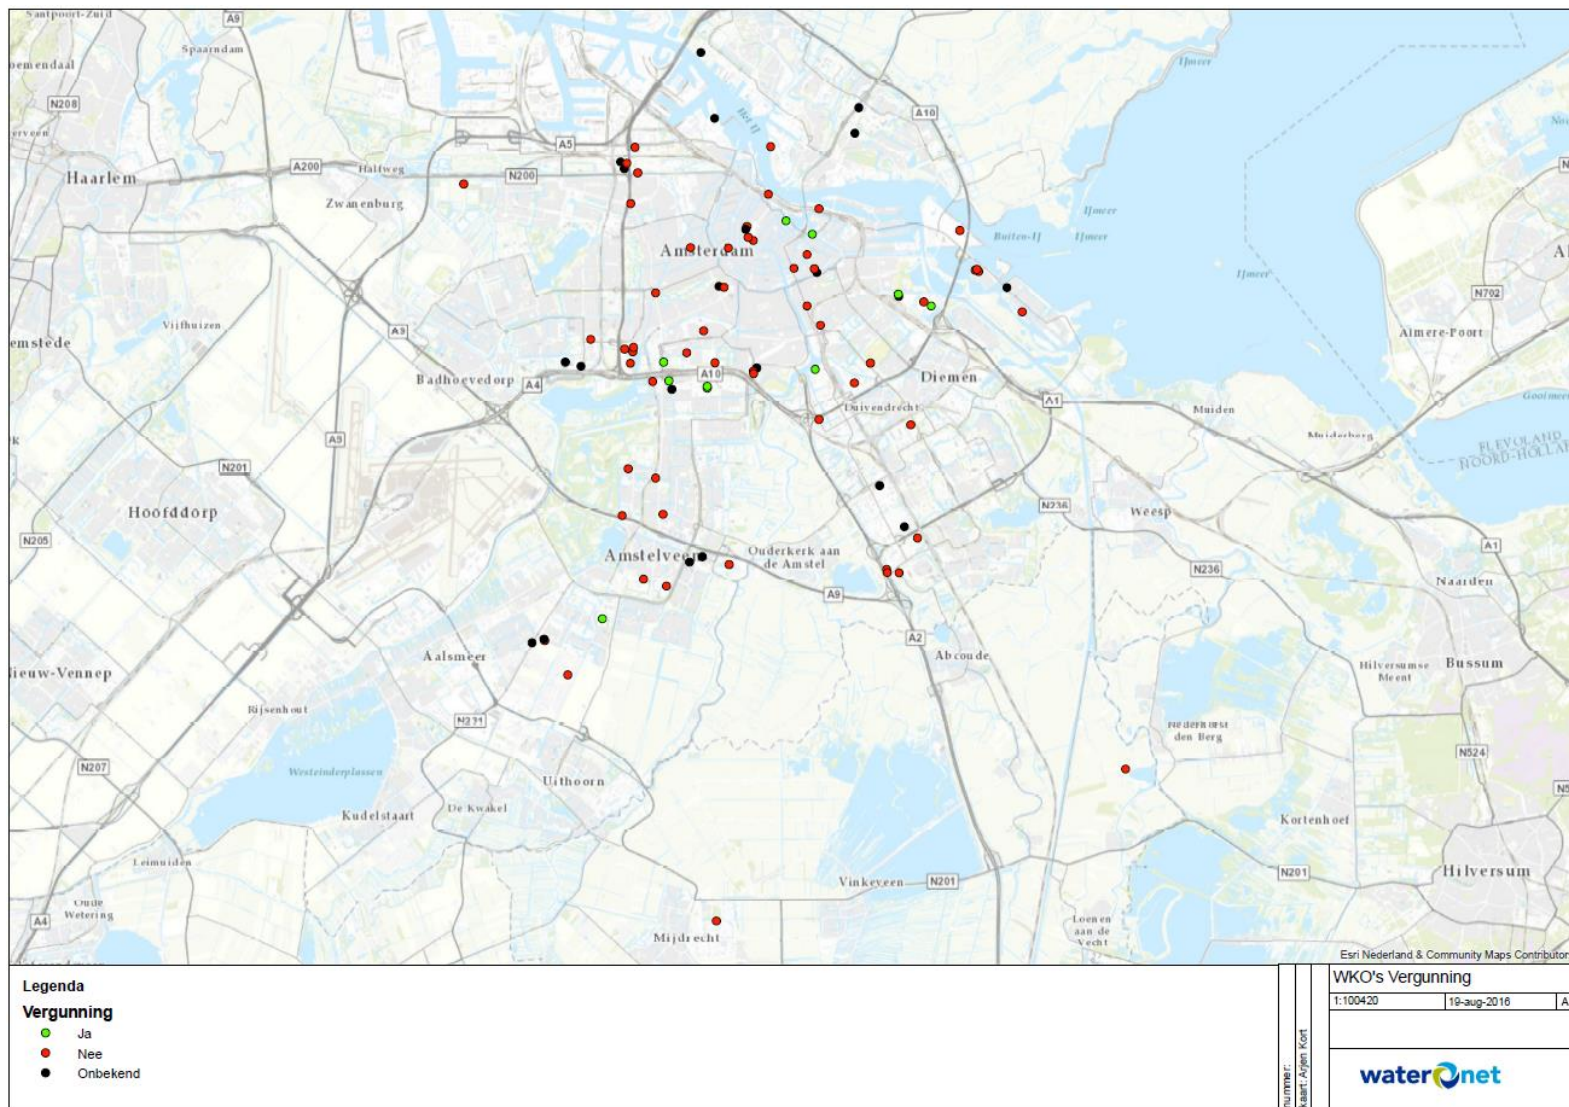 Santpoort-Zuid
A9
Spaarndam
IJmeer
N208
Het IJ
A10
A5
A200
N200
Halfweg
Haarlem
Zwanenburg
IJmeer
Buiten-IJ
IJmeer
Amsterdam
IJmeer
N702
Vijfhuizen
A9
Almere-Poort
Badhoevedorp
A4
A10
Diemen
Duivendrecht
A1
Muiden
Gooimeer
Muiderberg
FLEVOLAND
NOORD-HOLLAND
A9
N201
Hoofddorp
N236
Weesp
N205
Amstelveen
Ouderkerk aan
de Amstel
A1
N236
Naarden
A9
A2
Aalsmeer
Abcoude
Hilversumse
Meent
Bussum
Nieuw-Vennep
Rijsenhout
N231
Nederhorst
den Berg
N524
N207
Westeinderplassen
Uithoorn
Kudelstaart
De Kwakel
Kortenhoef
Leimuiden
Vinkeveen
N201
N201
Hilversum
Oude
Wetering
A4
Mijdrecht
Loenen
aan de
Vecht
Esri Nederland & Community Maps Contributor
Legenda
Vergunning
Ja
Nee
Onbekend
nummer:
kaart: Arjen Kort
WKO's Vergunning
1:100420
19-aug-2016
A
waternet